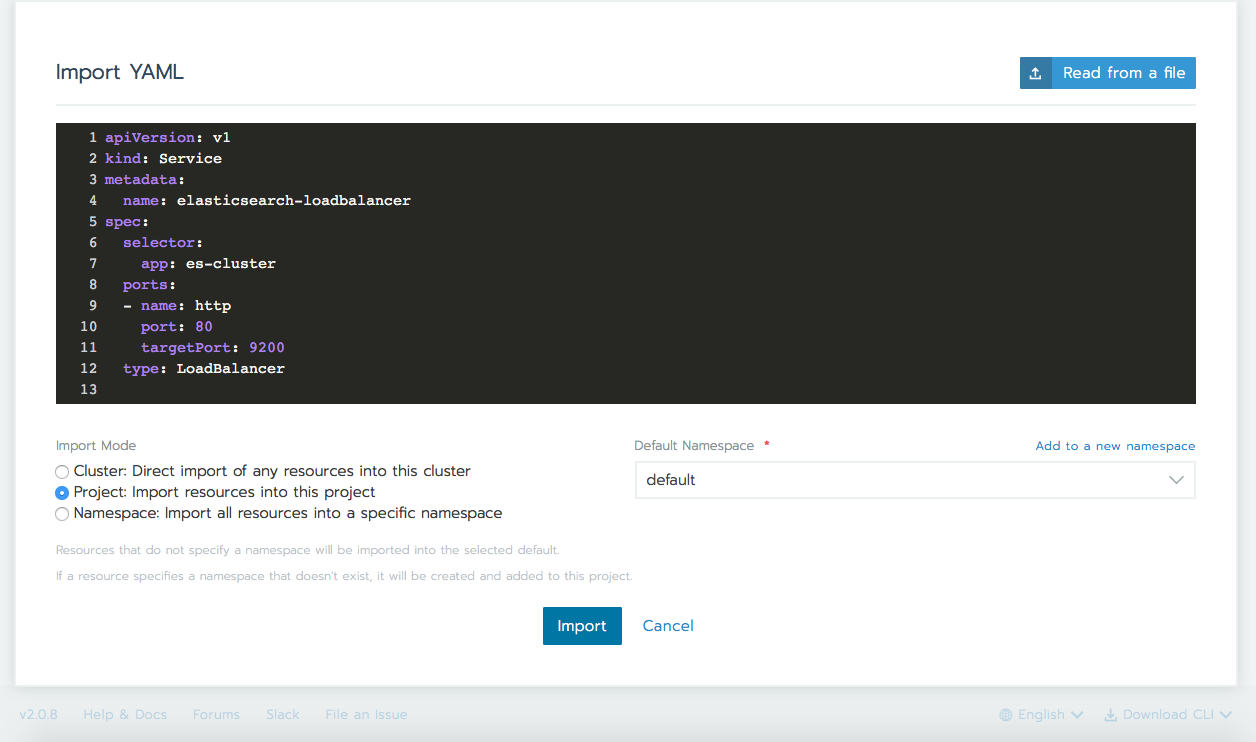 Import YAML
Read from a file
1 apiVersion: v1
2 kind: Service
3 metadata:
4   name: elasticsearch-loadbalancer
5 spec:
6   selector:
7     app: es-cluster
8   ports:
9   - name: http
10     port: 80
11     targetPort: 9200
12   type: LoadBalancer
13
Import Mode
Cluster: Direct import of any resources into this cluster
Project: Import resources into this project
Namespace: Import all resources into a specific namespace
Default Namespace *
Add to a new namespace
default
Resources that do not specify a namespace will be imported into the selected default.
If a resource specifies a namespace that doesn't exist, it will be created and added to this project.
Import
Cancel
v2.0.8 Help & Docs Forums Slack File an Issue English Download CLI